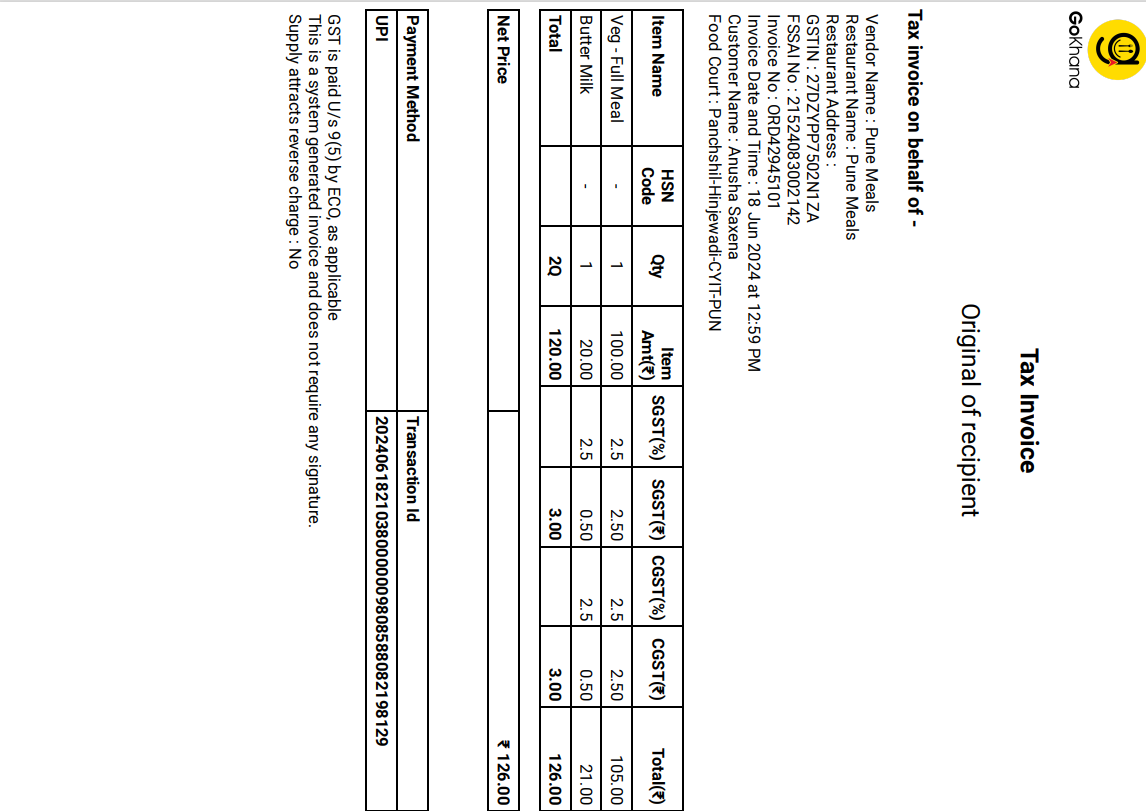 GoKhana
Tax Invoice
Original of recipient
Tax invoice on behalf of -
Vendor Name : Pune Meals
Restaurant Name : Pune Meals
Restaurant Address :
GSTIN : 27DZYPP7502N1ZA
FSSAI No : 21524083002142
Invoice No : ORD42945101
Invoice Date and Time : 18 Jun 2024 at 12:59 PM
Customer Name : Anusha Saxena
Food Court : Panchshil-Hinjewadi-CYIT-PUN
Item Name HSN Code Qty Item Amt(₹) SGST(%) SGST(₹) CGST(%) CGST(₹) Total(₹)
Veg - Full Meal - 1 100.00 2.5 2.50 2.5 2.50 105.00
Butter Milk - 1 20.00 2.5 0.50 2.5 0.50 21.00
Total 2Q 120.00 3.00 3.00 126.00
Net Price ₹ 126.00
Payment Method Transaction Id
UPI 20240618210380000009808588082198129
GST is paid U/s 9(5) by ECO, as applicable
This is a system generated invoice and does not require any signature.
Supply attracts reverse charge : No